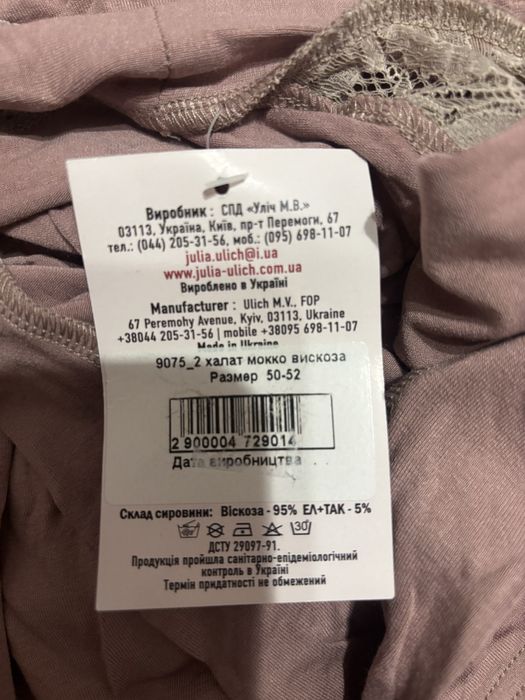 Виробник : СПД «Уліч М.В.»
03113, Україна, Київ, пр-т Перемоги, 67
тел.: (044) 205-31-56, моб.: (095) 698-11-07
julia.ulich@i.ua
www.julia-ulich.com.ua
Вироблено в Україні
Manufacturer : Ulich M.V., FOP
67 Peremohy Avenue, Kyiv, 03113, Ukraine
+38044 205-31-56 | mobile +38095 698-11-07
Made in Ukraine
9075_2 халат мокко вискоза
Размер 50-52
2 900004 729014
Дата виробництва
Склад сировини: Віскоза - 95% ЕЛ+ТАК - 5%
30
ДСТУ 29097-91.
Продукція пройшла санітарно-епідеміологічний
контроль в Україні
Термін придатності не обмежений